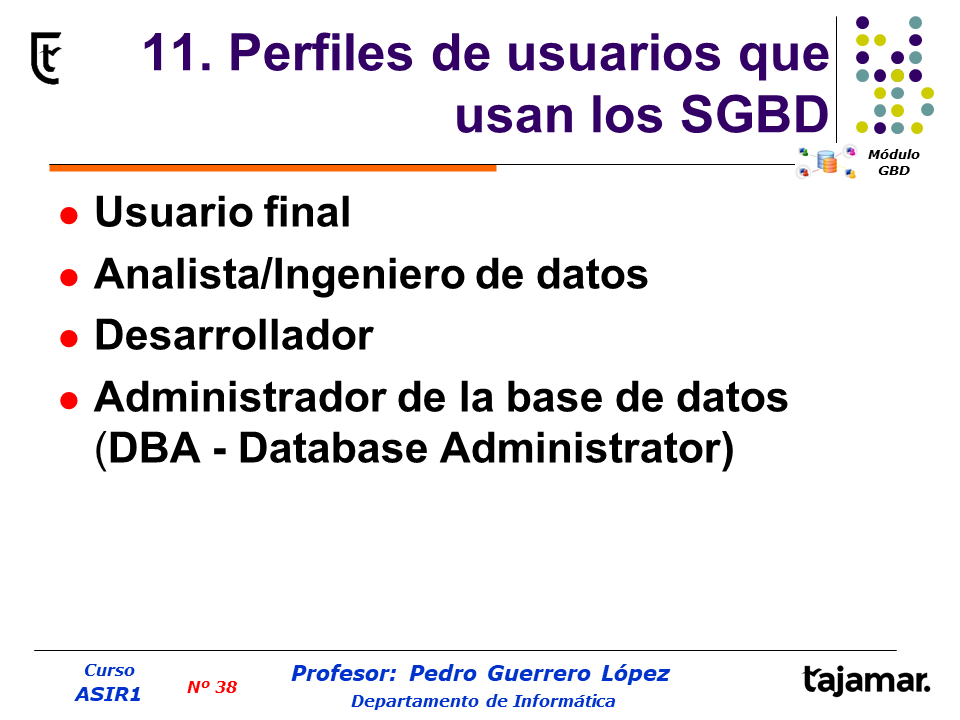 11. Perfiles de usuarios que
usan los SGBD
Módulo
GBD
Usuario final
Analista/Ingeniero de datos
Desarrollador
Administrador de la base de datos
(DBA - Database Administrator)
Curso
ASIR1
Nº 38
Profesor: Pedro Guerrero López
Departamento de Informática
tajamar.